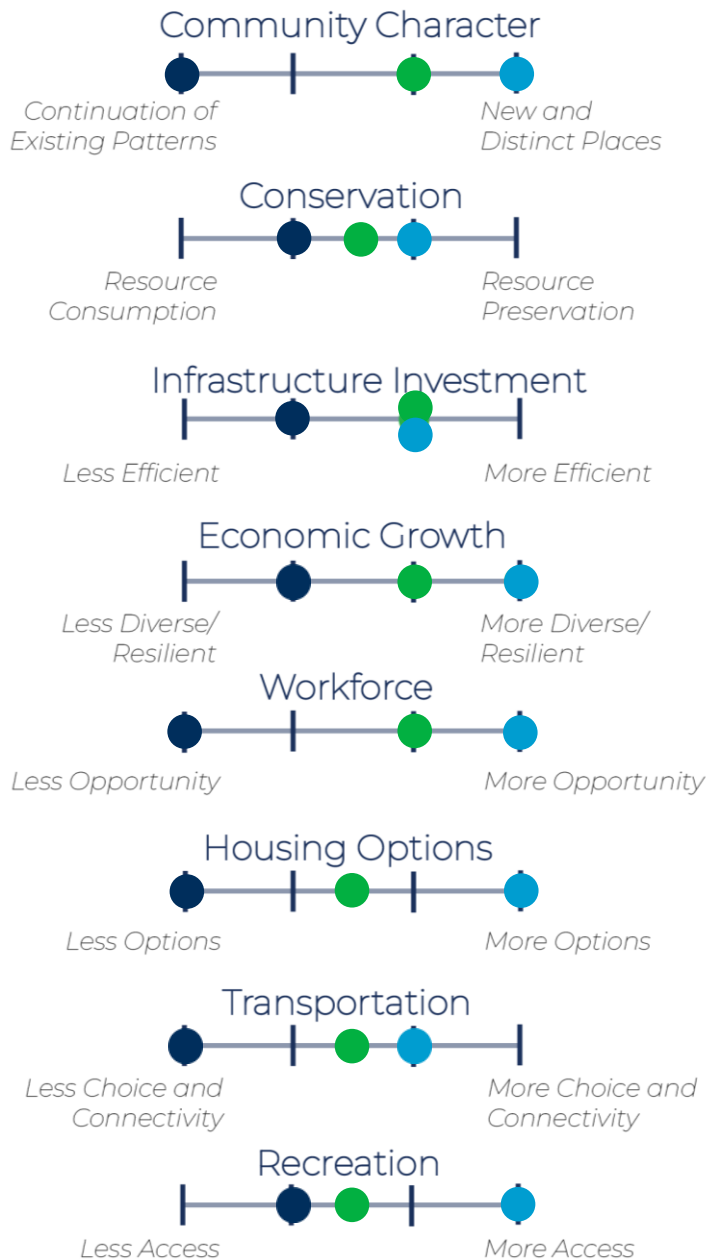 Community Character
Continuation of
Existing Patterns
New and
Distinct Places
Conservation
Resource
Consumption
Resource
Preservation
Infrastructure Investment
Less Efficient
More Efficient
Economic Growth
Less Diverse/
Resilient
More Diverse/
Resilient
Workforce
Less Opportunity
More Opportunity
Housing Options
Less Options
More Options
Transportation
Less Choice and
Connectivity
More Choice and
Connectivity
Recreation
Less Access
More Access